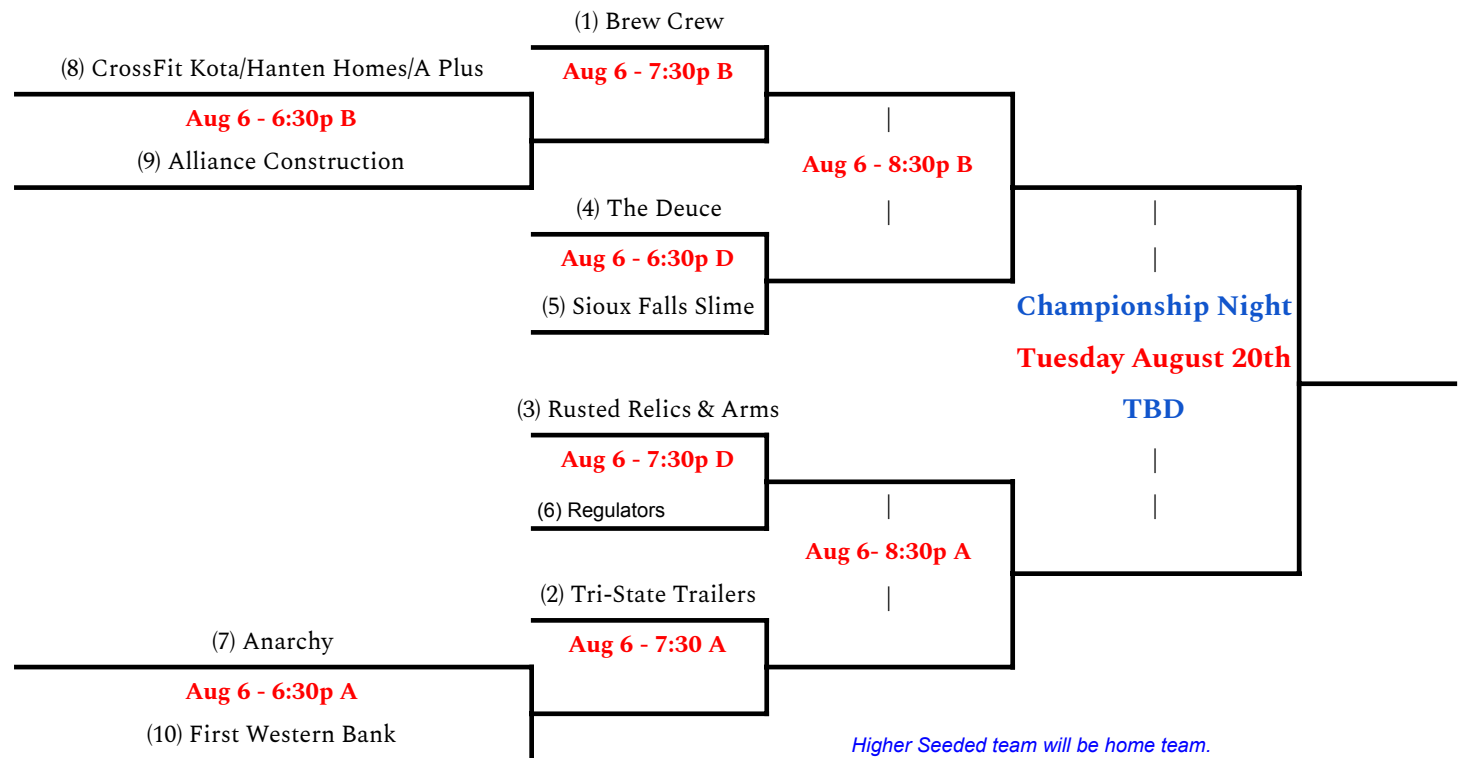 (1) Brew Crew
(8) CrossFit Kota/Hanten Homes/A Plus
Aug 6 - 7:30p B
Aug 6 - 6:30p B
(9) Alliance Construction
Aug 6 - 8:30p B
(4) The Deuce
Aug 6 - 6:30p D
(5) Sioux Falls Slime
Championship Night
Tuesday August 20th
TBD
(3) Rusted Relics & Arms
Aug 6 - 7:30p D
(6) Regulators
Aug 6- 8:30p A
(2) Tri-State Trailers
Aug 6 - 7:30 A
(7) Anarchy
Aug 6 - 6:30p A
(10) First Western Bank
Higher Seeded team will be home team.